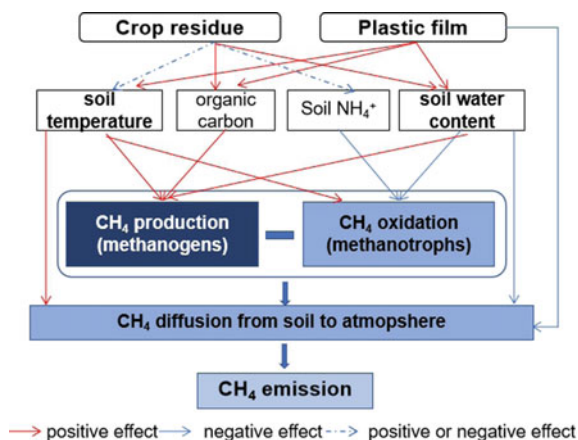 Crop residue
Plastic film
soil
temperature
organic
carbon
Soil NH₄⁺
soil water
content
CH₄ production
(methanogens)
CH₄ oxidation
(methanotrophs)
CH₄ diffusion from soil to atmopshere
CH₄ emission
positive effect
negative effect
positive or negative effect